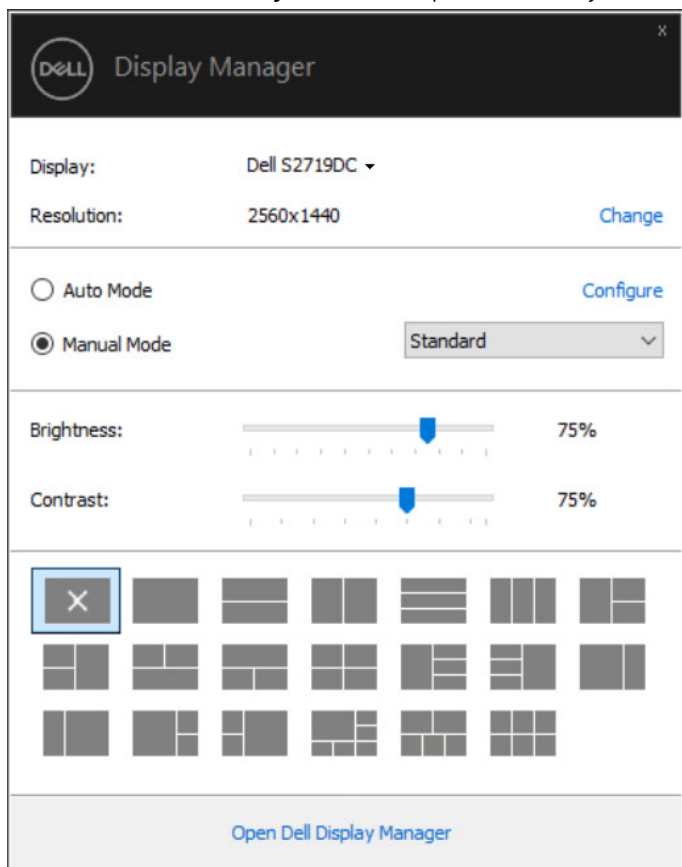 x
DELL Display Manager
Display: Dell S2719DC
Resolution: 2560x1440 Change
Auto Mode Configure
Manual Mode Standard
Brightness: 75%
Contrast: 75%
Open Dell Display Manager